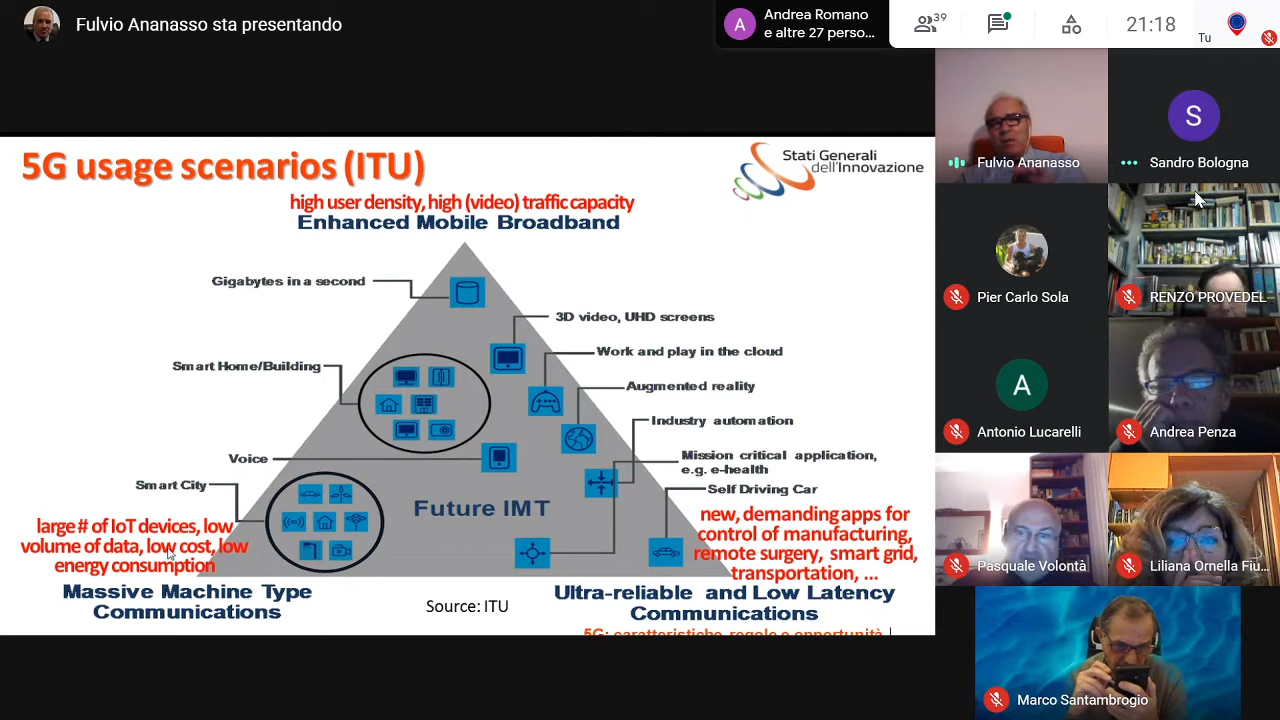 Fulvio Ananasso sta presentando
A
Andrea Romano
e altre 27 perso...
39
21:18
Tu
5G usage scenarios (ITU)
Stati Generali
dell'Innovazione
high user density, high (video) traffic capacity
Enhanced Mobile Broadband
Gigabytes in a second
3D video, UHD screens
Work and play in the cloud
Smart Home/Building
Augmented reality
Industry automation
Voice
Mission critical application,
e.g. e-health
Smart City
Self Driving Car
Future IMT
large # of IoT devices, low
volume of data, low cost, low
energy consumption
new, demanding apps for
control of manufacturing,
remote surgery, smart grid,
transportation, ...
Massive Machine Type
Communications
Source: ITU
Ultra-reliable and Low Latency
Communications
5G: caratteristiche, regole e opportunità
Fulvio Ananasso
S
Sandro Bologna
Pier Carlo Sola
RENZO PROVEDEL
A
Antonio Lucarelli
Andrea Penza
Pasquale Volontà
Liliana Ornella Fiu...
Marco Santambrogio